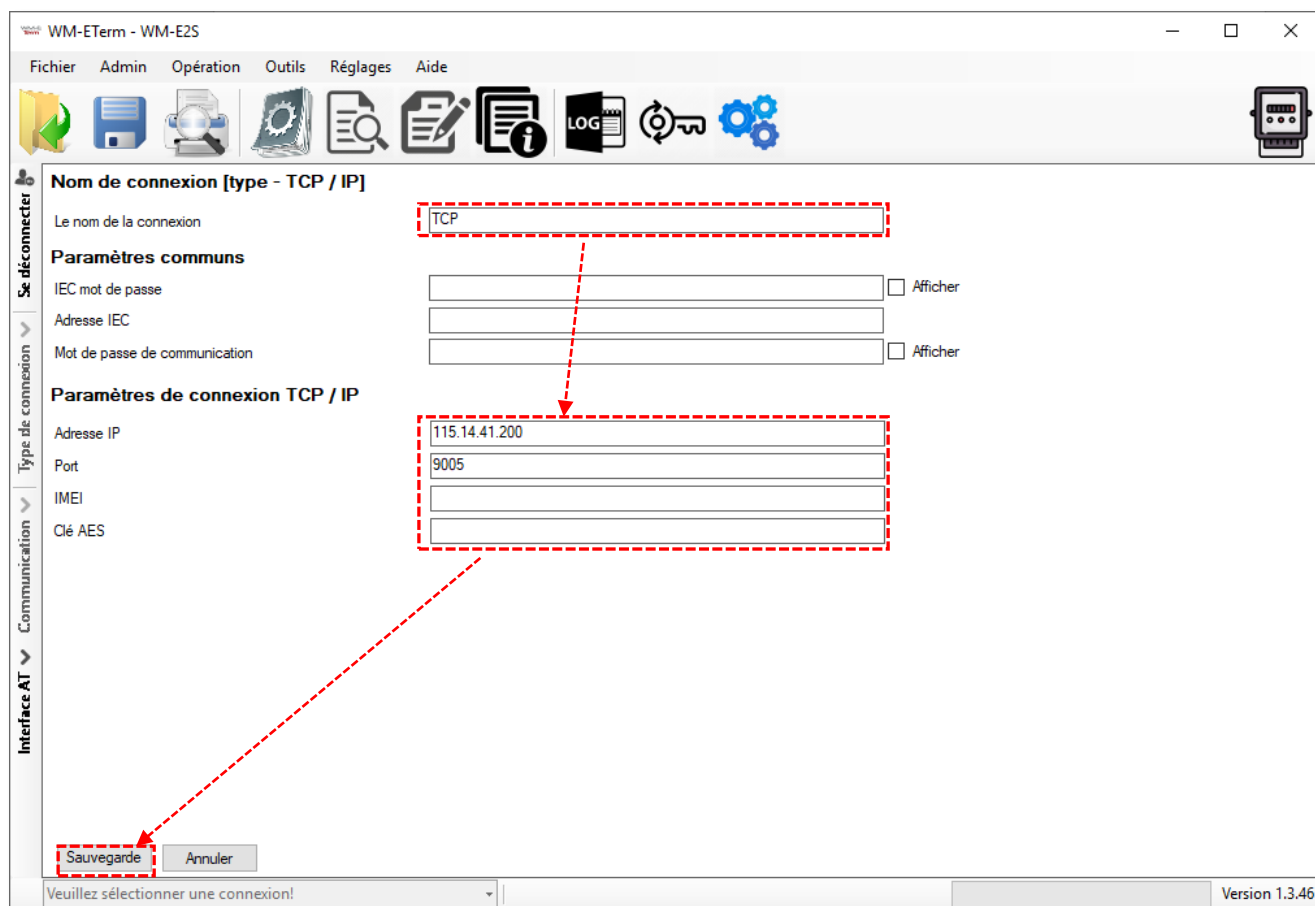 WM-ETerm - WM-E2S
Fichier Admin Opération Outils Réglages Aide
LOG
Se déconnecter
Type de connexion
Communication
Interface AT
Nom de connexion [type - TCP / IP]
Le nom de la connexion TCP
Paramètres communs
IEC mot de passe Afficher
Adresse IEC
Mot de passe de communication Afficher
Paramètres de connexion TCP / IP
Adresse IP 115.14.41.200
Port 9005
IMEI
Clé AES
Sauvegarde Annuler
Veuillez sélectionner une connexion! Version 1.3.46